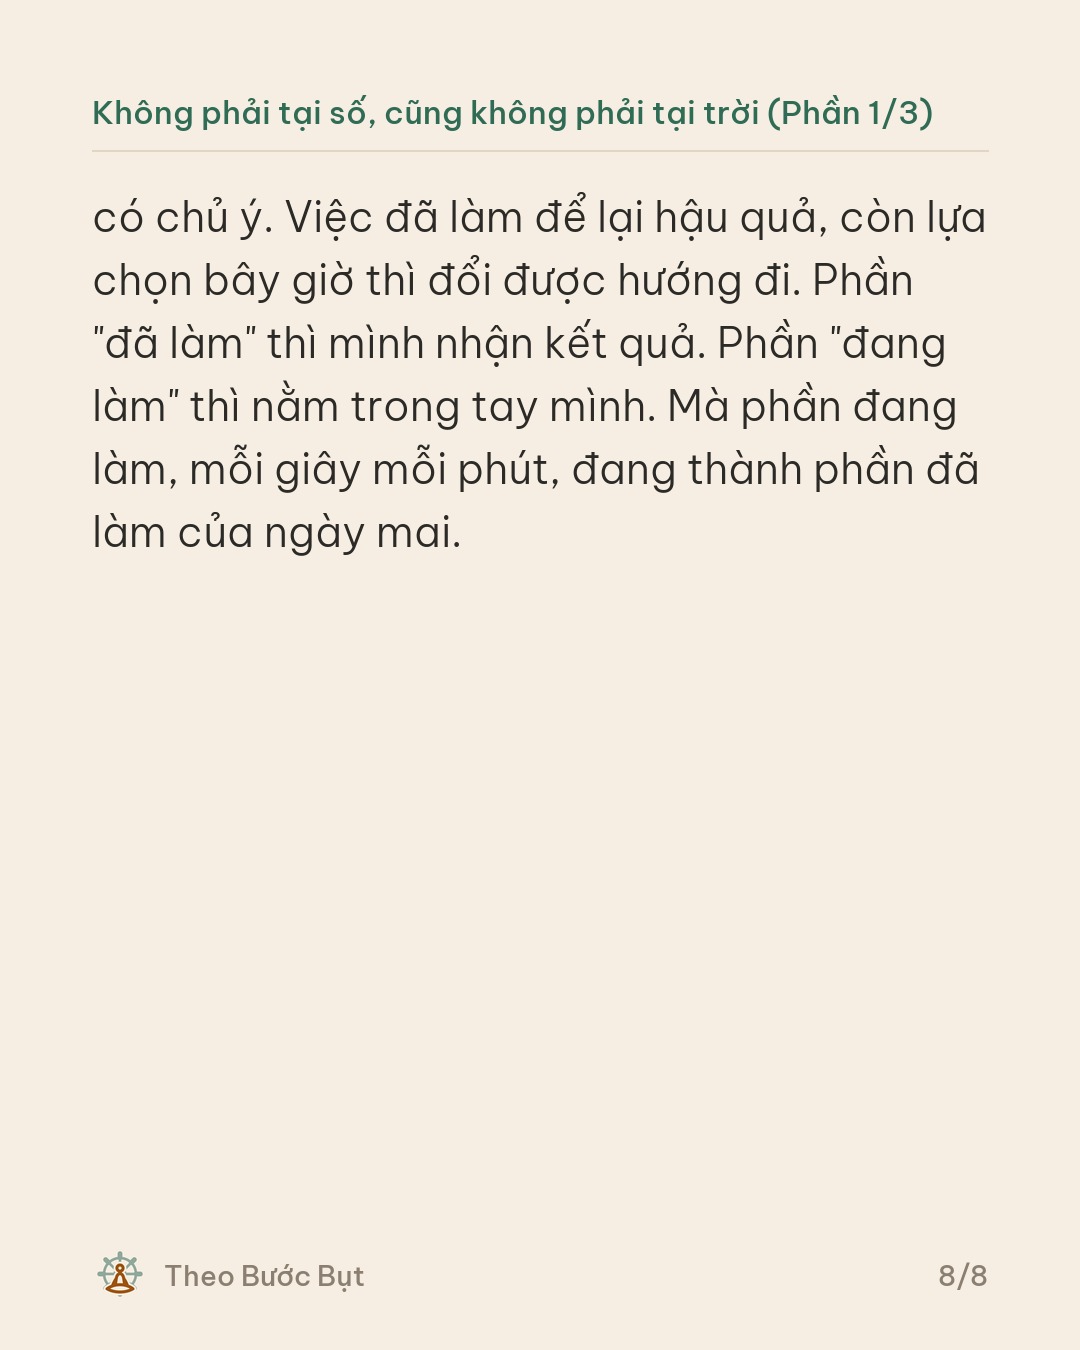 Không phải tại số, cũng không phải tại trời (Phần 1/3)
có chủ ý. Việc đã làm để lại hậu quả, còn lựa
chọn bây giờ thì đổi được hướng đi. Phần
"đã làm" thì mình nhận kết quả. Phần "đang
làm" thì nằm trong tay mình. Mà phần đang
làm, mỗi giây mỗi phút, đang thành phần đã
làm của ngày mai.
Theo Bước Bụt
8/8